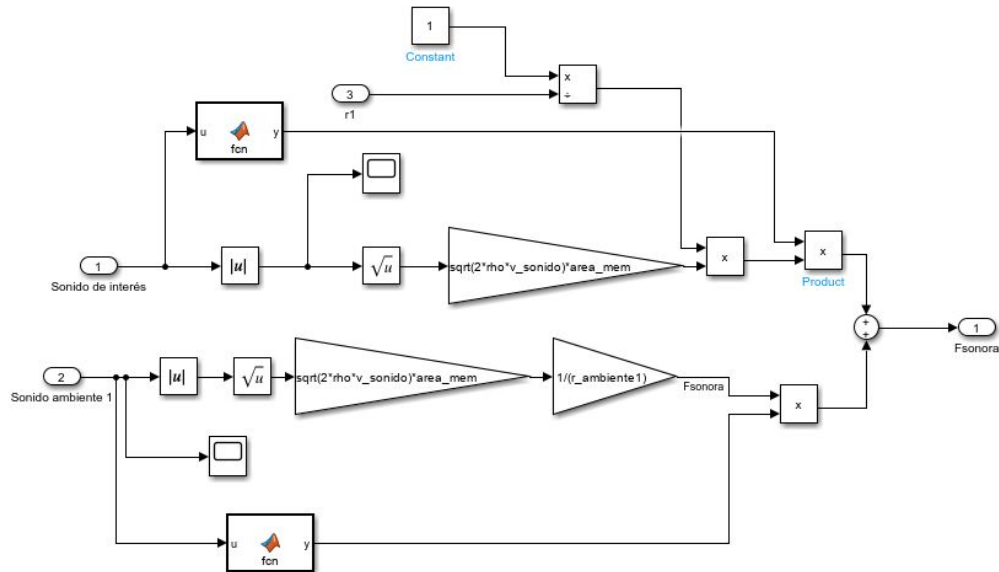 1
Constant
x
÷
3
r1
u
y
fcn
1
Sonido de interés
|u|
√u
sqrt(2*rho*v_sonido)*area_mem
x
x
Product
+
+
1
Fsonora
2
Sonido ambiente 1
|u|
√u
sqrt(2*rho*v_sonido)*area_mem
1/(r_ambiente1)
Fsonora
x
u
y
fcn